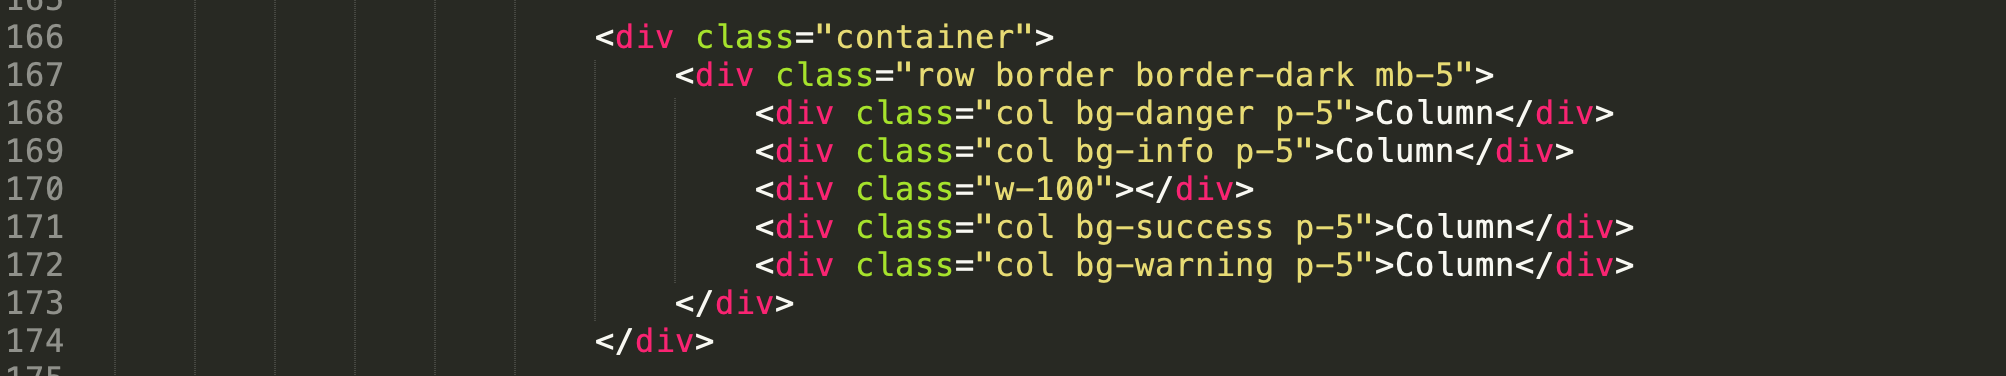 165
166 <div class="container">
167 <div class="row border border-dark mb-5">
168 <div class="col bg-danger p-5">Column</div>
169 <div class="col bg-info p-5">Column</div>
170 <div class="w-100"></div>
171 <div class="col bg-success p-5">Column</div>
172 <div class="col bg-warning p-5">Column</div>
173 </div>
174 </div>
175